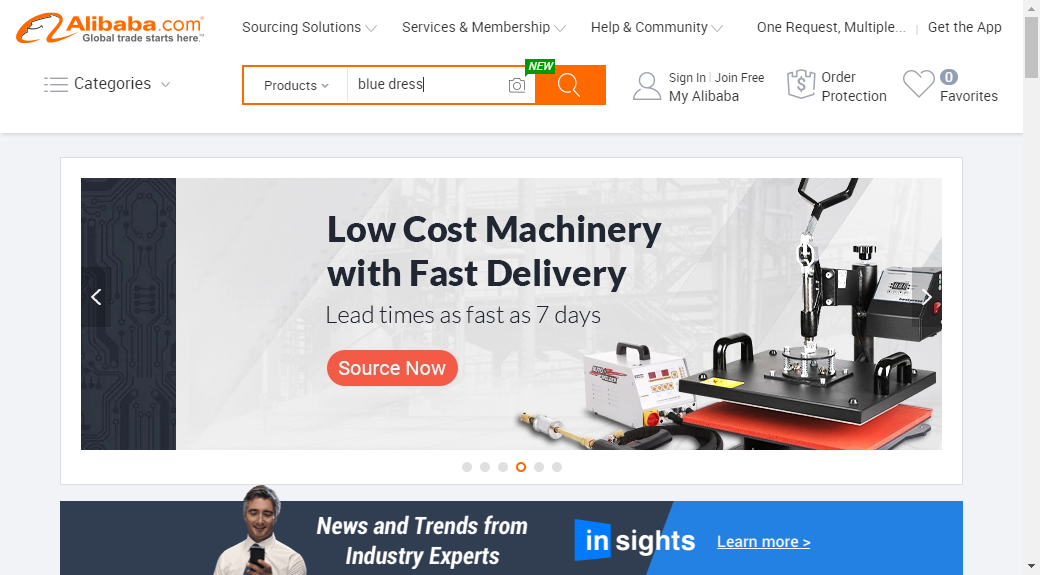 Alibaba.com
Global trade starts here.™
Sourcing Solutions
Services & Membership
Help & Community
One Request, Multiple...
Get the App
Categories
Products
blue dress
NEW
Sign In | Join Free
My Alibaba
Order
Protection
0
Favorites
Low Cost Machinery
with Fast Delivery
Lead times as fast as 7 days
Source Now
News and Trends from
Industry Experts
in sights
Learn more >